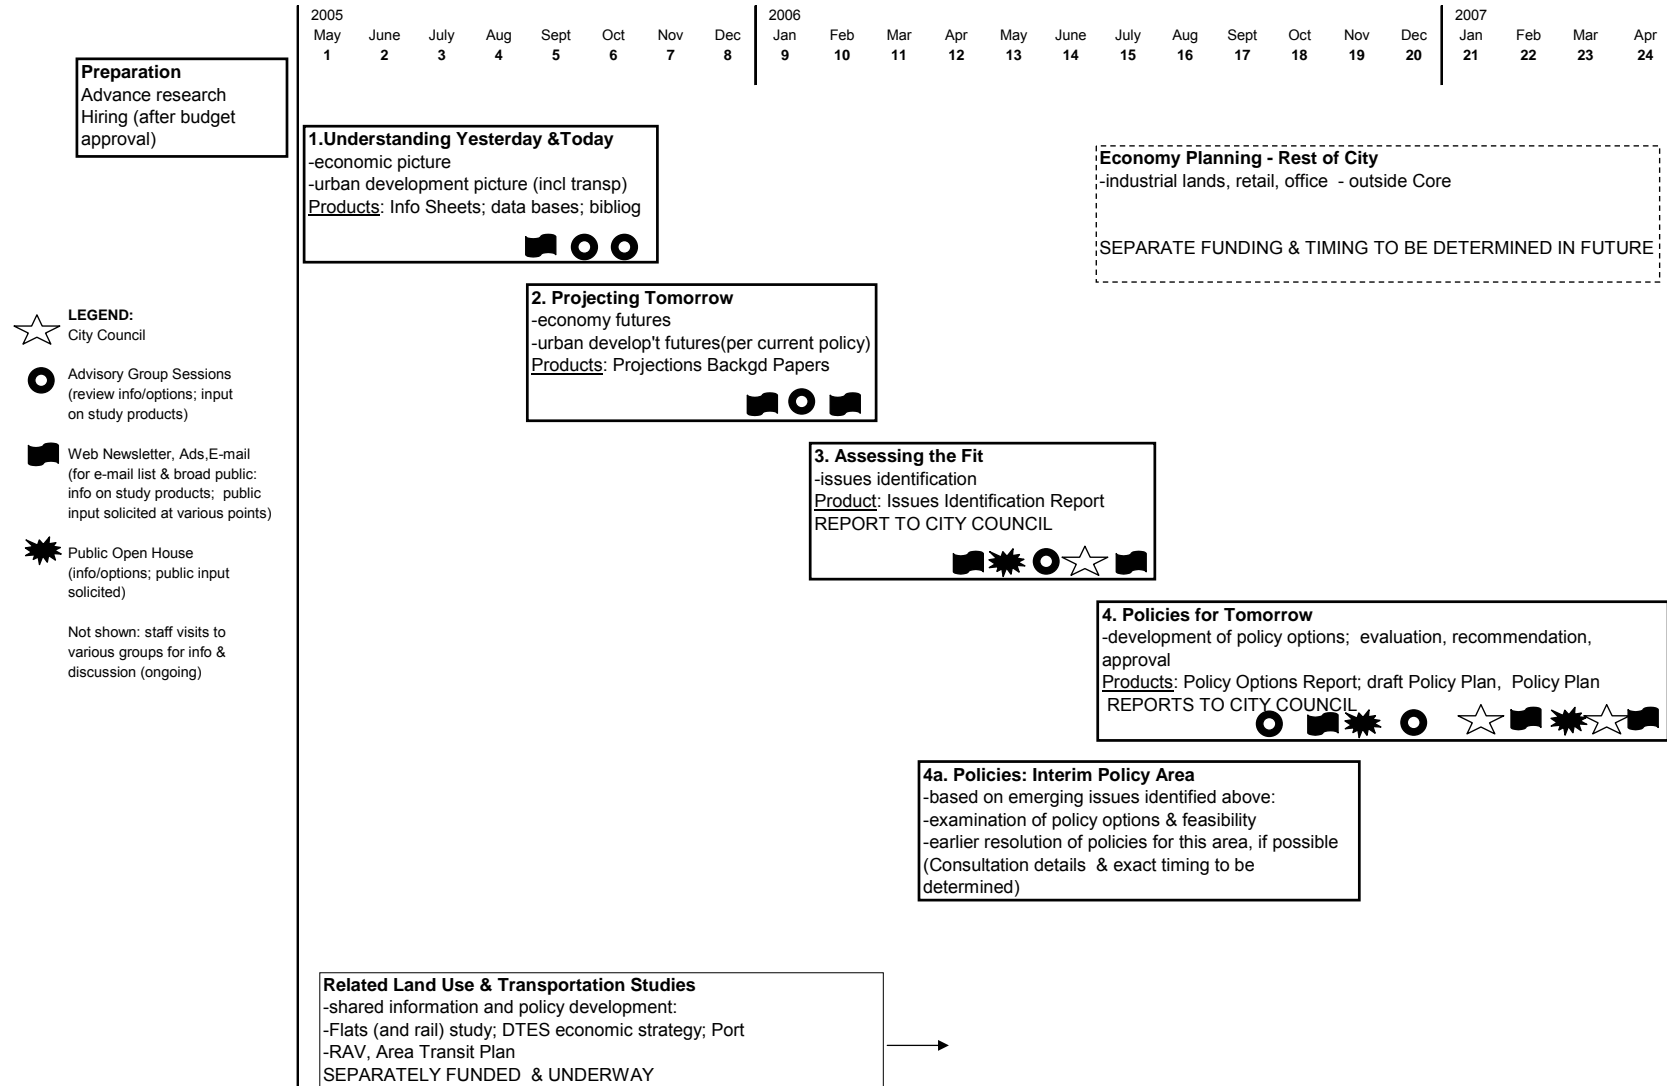 2005 2006 2007
May June July Aug Sept Oct Nov Dec Jan Feb Mar Apr May June July Aug Sept Oct Nov Dec Jan Feb Mar Apr
1 2 3 4 5 6 7 8 9 10 11 12 13 14 15 16 17 18 19 20 21 22 23 24
Preparation
Advance research
Hiring (after budget
approval)
1.Understanding Yesterday &Today
-economic picture
-urban development picture (incl transp)
Products: Info Sheets; data bases; bibliog
Economy Planning - Rest of City
-industrial lands, retail, office - outside Core
SEPARATE FUNDING & TIMING TO BE DETERMINED IN FUTURE
2. Projecting Tomorrow
-economy futures
-urban develop't futures(per current policy)
Products: Projections Backgd Papers
LEGEND:
City Council
Advisory Group Sessions
(review info/options; input
on study products)
Web Newsletter, Ads,E-mail
(for e-mail list & broad public:
info on study products; public
input solicited at various points)
Public Open House
(info/options; public input
solicited)
Not shown: staff visits to
various groups for info &
discussion (ongoing)
3. Assessing the Fit
-issues identification
Product: Issues Identification Report
REPORT TO CITY COUNCIL
4. Policies for Tomorrow
-development of policy options; evaluation, recommendation,
approval
Products: Policy Options Report; draft Policy Plan, Policy Plan
REPORTS TO CITY COUNCIL
4a. Policies: Interim Policy Area
-based on emerging issues identified above:
-examination of policy options & feasibility
-earlier resolution of policies for this area, if possible
(Consultation details & exact timing to be
determined)
Related Land Use & Transportation Studies
-shared information and policy development:
-Flats (and rail) study; DTES economic strategy; Port
-RAV, Area Transit Plan
SEPARATELY FUNDED & UNDERWAY